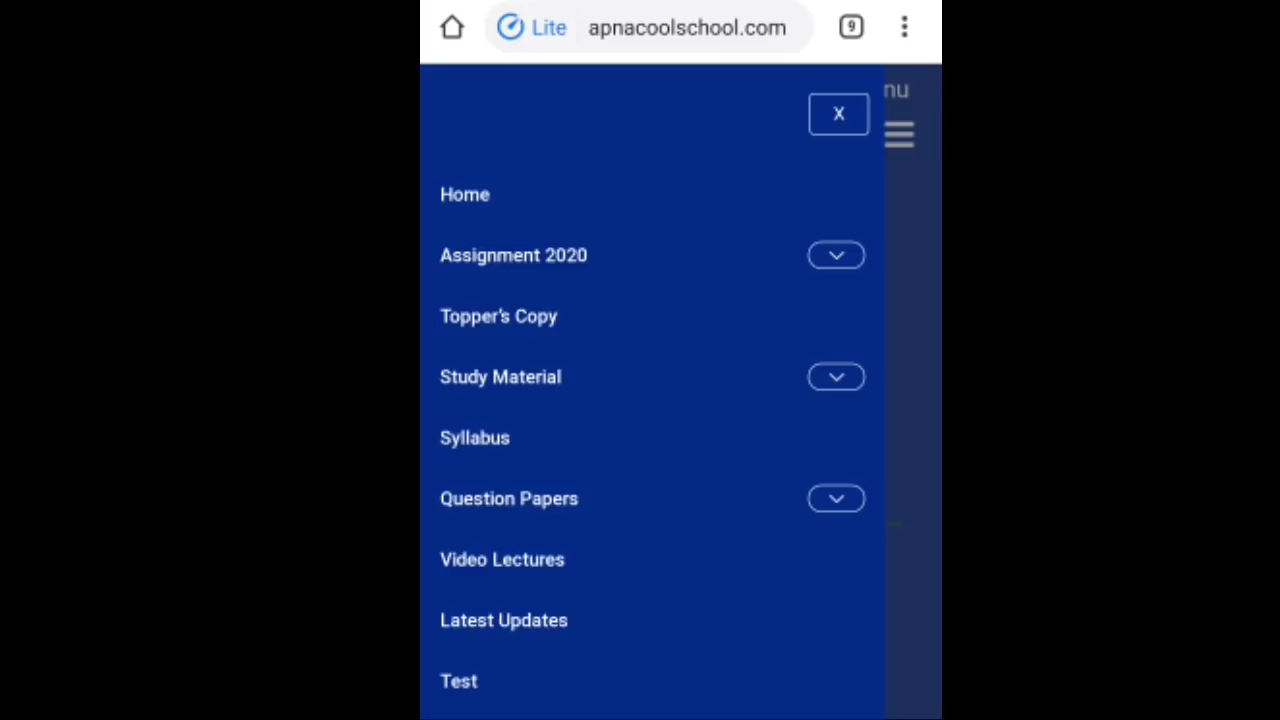 Lite apnacoolschool.com 9
nu
X
Home
Assignment 2020
Topper's Copy
Study Material
Syllabus
Question Papers
Video Lectures
Latest Updates
Test